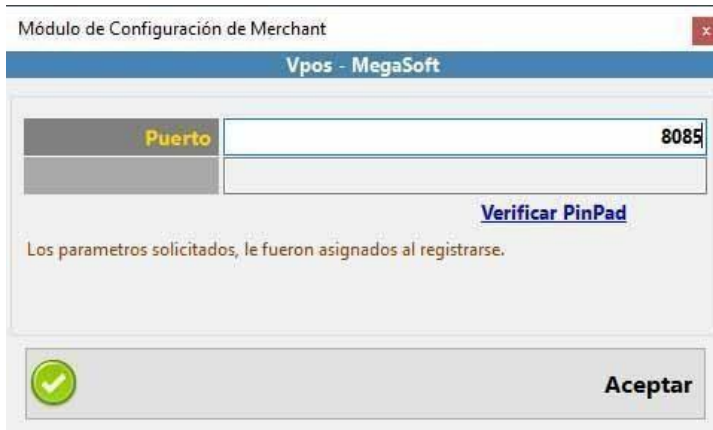 Módulo de Configuración de Merchant
x
Vpos - MegaSoft
Puerto 8085
Verificar PinPad
Los parametros solicitados, le fueron asignados al registrarse.
Aceptar